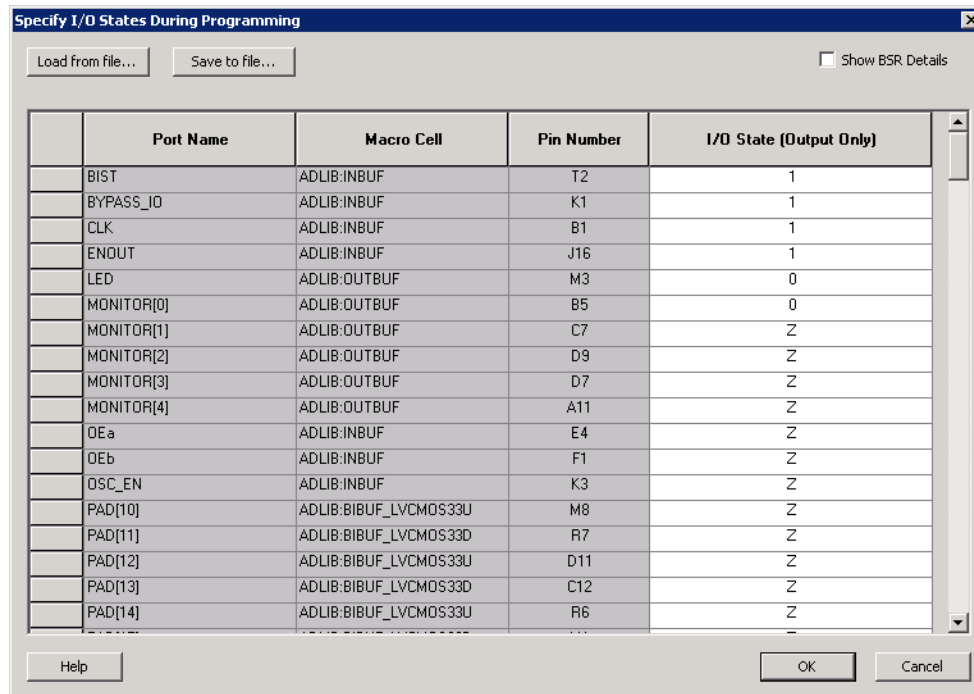 Specify I/O States During Programming
Load from file... Save to file... Show BSR Details
Port Name Macro Cell Pin Number I/O State (Output Only)
BIST ADLIB:INBUF T2 1
BYPASS_IO ADLIB:INBUF K1 1
CLK ADLIB:INBUF B1 1
ENOUT ADLIB:INBUF J16 1
LED ADLIB:OUTBUF M3 0
MONITOR[0] ADLIB:OUTBUF B5 0
MONITOR[1] ADLIB:OUTBUF C7 Z
MONITOR[2] ADLIB:OUTBUF D9 Z
MONITOR[3] ADLIB:OUTBUF D7 Z
MONITOR[4] ADLIB:OUTBUF A11 Z
OEa ADLIB:INBUF E4 Z
OEb ADLIB:INBUF F1 Z
OSC_EN ADLIB:INBUF K3 Z
PAD[10] ADLIB:BIBUF_LVCMOS33U M8 Z
PAD[11] ADLIB:BIBUF_LVCMOS33D R7 Z
PAD[12] ADLIB:BIBUF_LVCMOS33U D11 Z
PAD[13] ADLIB:BIBUF_LVCMOS33D C12 Z
PAD[14] ADLIB:BIBUF_LVCMOS33U R6 Z
Help OK Cancel